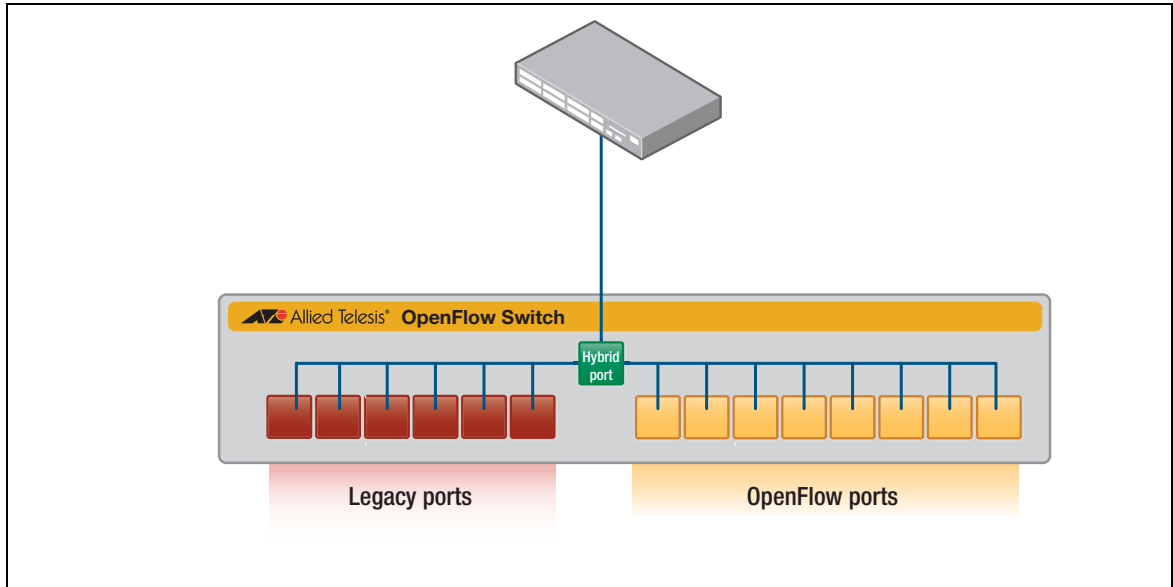 Allied Telesis® OpenFlow Switch
Hybrid
port
Legacy ports
OpenFlow ports